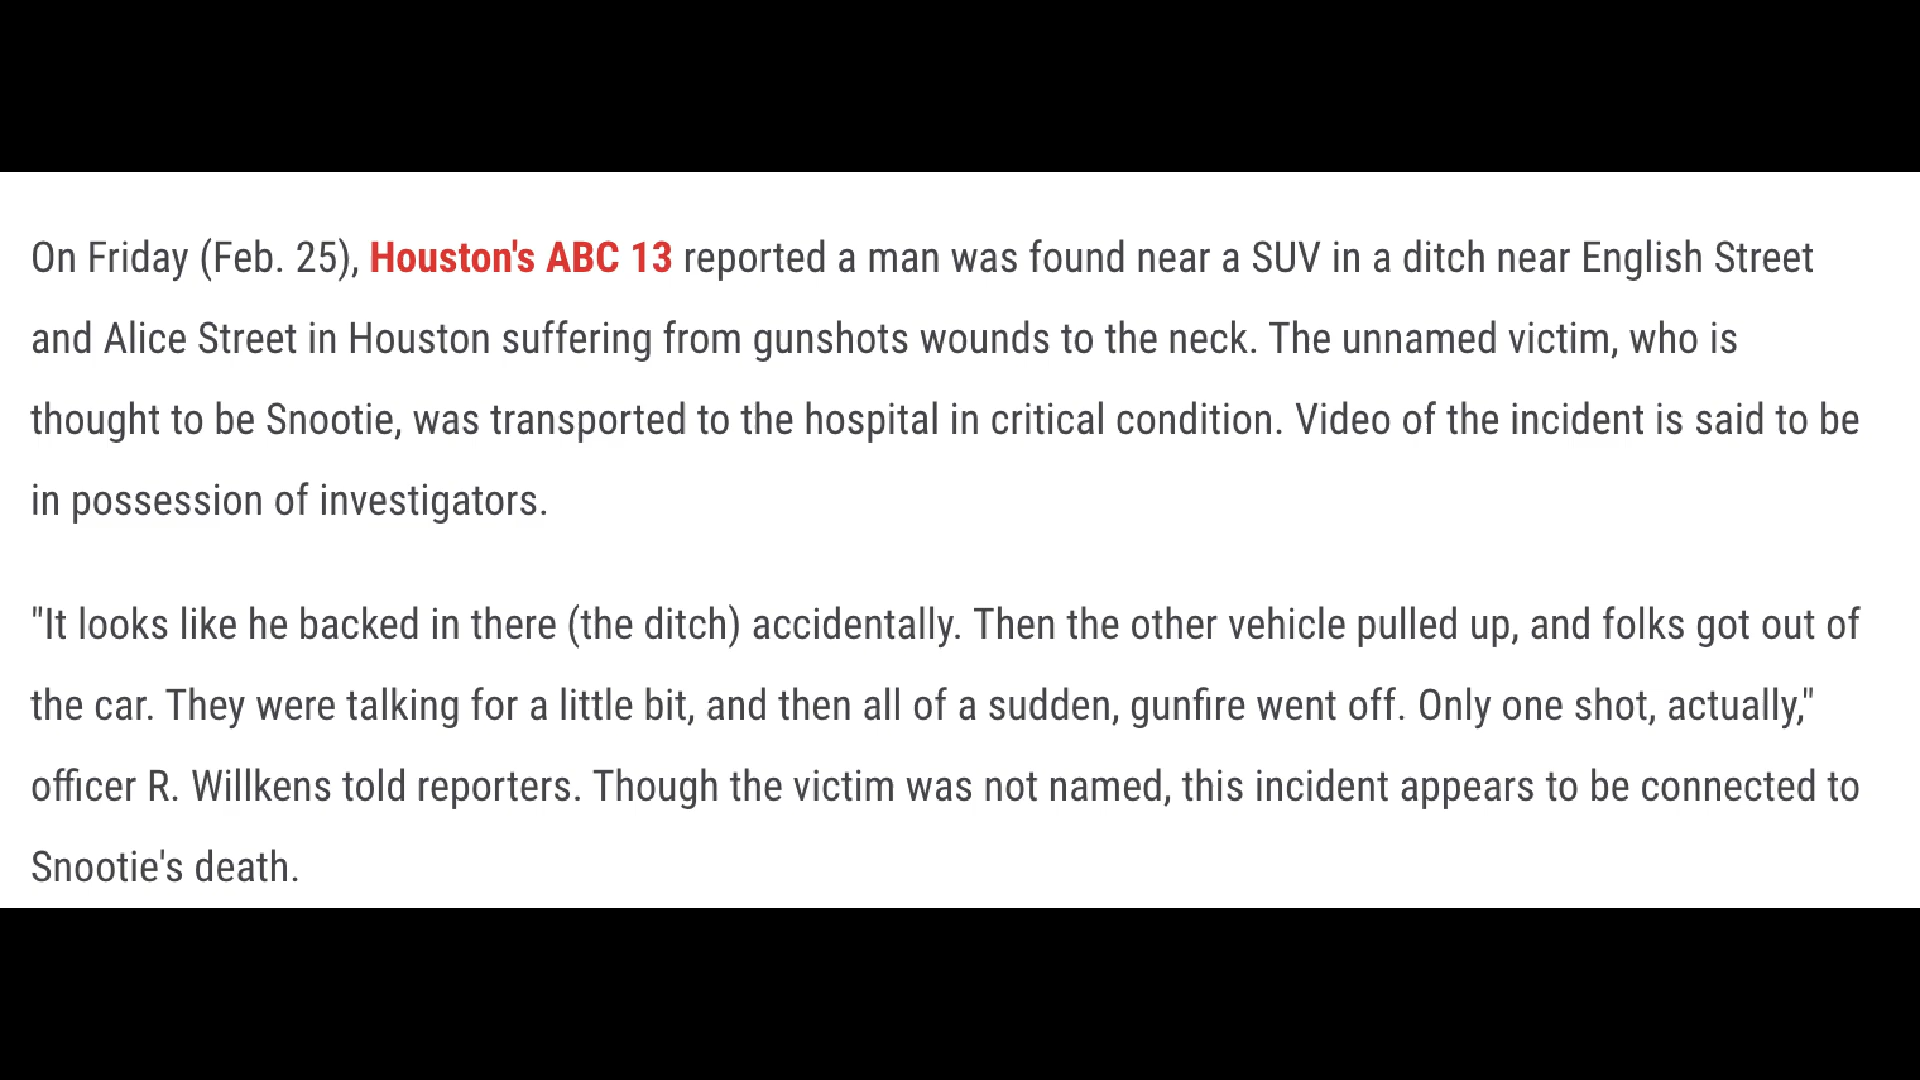 On Friday (Feb. 25), Houston's ABC 13 reported a man was found near a SUV in a ditch near English Street
and Alice Street in Houston suffering from gunshots wounds to the neck. The unnamed victim, who is
thought to be Snootie, was transported to the hospital in critical condition. Video of the incident is said to be
in possession of investigators.
"It looks like he backed in there (the ditch) accidentally. Then the other vehicle pulled up, and folks got out of
the car. They were talking for a little bit, and then all of a sudden, gunfire went off. Only one shot, actually,"
officer R. Willkens told reporters. Though the victim was not named, this incident appears to be connected to
Snootie's death.